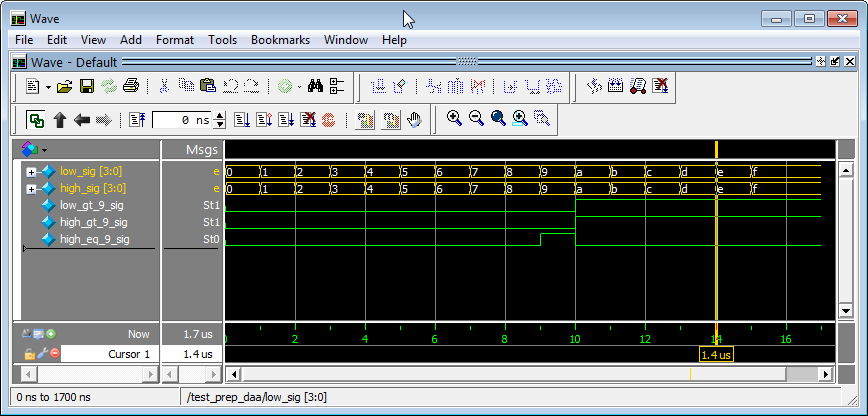 Wave
File Edit View Add Format Tools Bookmarks Window Help
Wave - Default
0 ns
Msgs
low_sig [3:0] e 0 1 2 3 4 5 6 7 8 9 a b c d e f
high_sig [3:0] e 0 1 2 3 4 5 6 7 8 9 a b c d e f
low_gt_9_sig St1
high_gt_9_sig St1
high_eq_9_sig St0
Now 1.7 us 0 2 4 6 8 10 12 14 16
Cursor 1 1.4 us 1.4 us
0 ns to 1700 ns /test_prep_daa/low_sig [3:0]